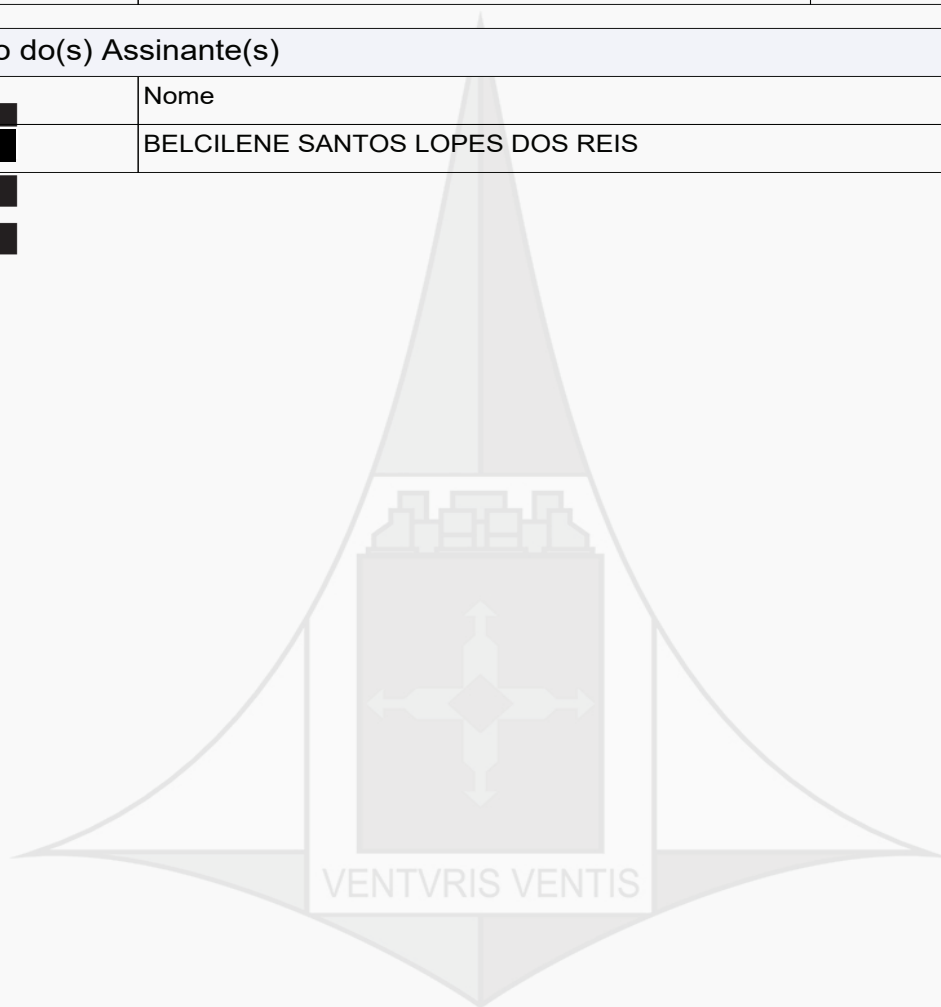 o do(s) Assinante(s)
Nome
BELCILENE SANTOS LOPES DOS REIS
VENTVRIS VENTIS